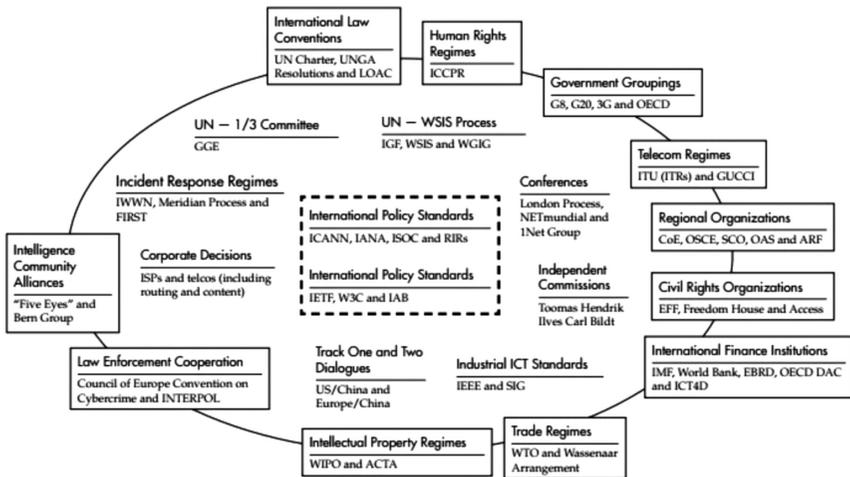 International Law
Conventions
UN Charter, UNGA
Resolutions and LOAC
Human Rights
Regimes
ICCPR
Government Groupings
G8, G20, 3G and OECD
UN – 1/3 Committee
GGE
UN – WSIS Process
IGF, WSIS and WGIG
Telecom Regimes
ITU (ITRs) and GUCCI
Incident Response Regimes
IWWN, Meridian Process and
FIRST
Conferences
London Process,
NETmundial and
1Net Group
International Policy Standards
ICANN, IANA, ISOC and RIRs
Regional Organizations
CoE, OSCE, SCO, OAS and ARF
Intelligence
Community
Alliances
“Five Eyes” and
Bern Group
Corporate Decisions
ISPs and telcos (including
routing and content)
International Policy Standards
IETF, W3C and IAB
Independent
Commissions
Toomas Hendrik
Ilves Carl Bildt
Civil Rights Organizations
EFF, Freedom House and Access
Law Enforcement Cooperation
Council of Europe Convention on
Cybercrime and INTERPOL
Track One and Two
Dialogues
US/China and
Europe/China
Industrial ICT Standards
IEEE and SIG
International Finance Institutions
IMF, World Bank, EBRD, OECD DAC
and ICT4D
Intellectual Property Regimes
WIPO and ACTA
Trade Regimes
WTO and Wassenaar
Arrangement